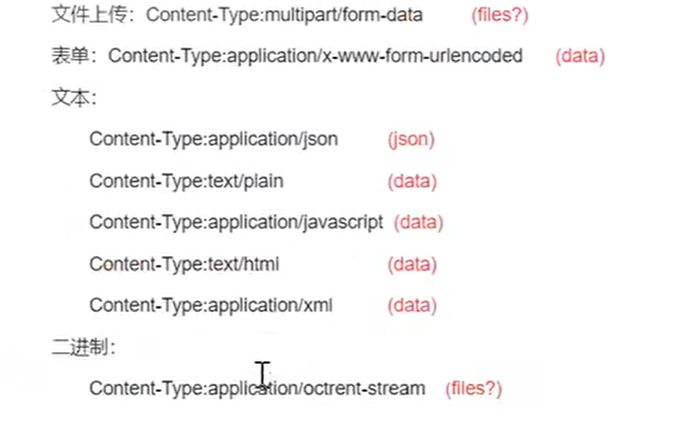 文件上传：Content-Type:multipart/form-data (files?)
表单：Content-Type:application/x-www-form-urlencoded (data)
文本：
Content-Type:application/json (json)
Content-Type:text/plain (data)
Content-Type:application/javascript (data)
Content-Type:text/html (data)
Content-Type:application/xml (data)
二进制：
Content-Type:application/octrent-stream (files?)